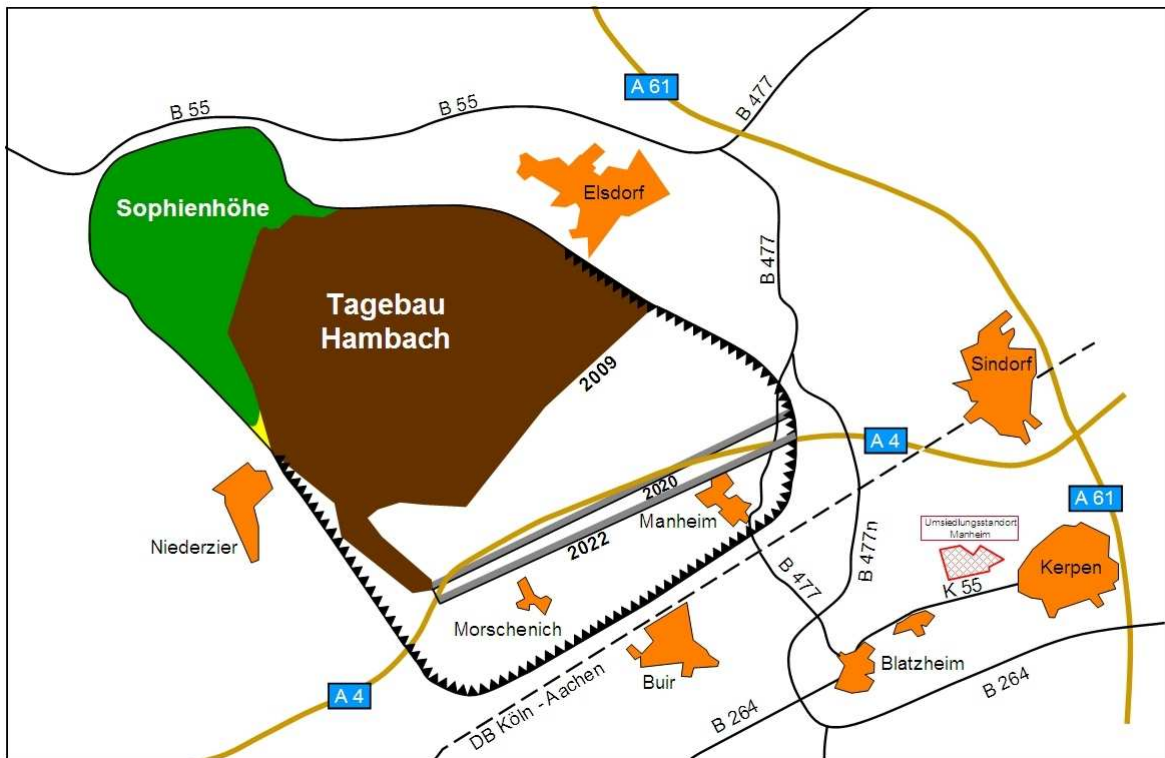 A 61
B 477
B 55
B 55
Sophienhöhe
Elsdorf
B 477
Tagebau
Hambach
2009
Sindorf
A 4
2020
Manheim
2022
Niederzier
A 61
Umsiedlungsstandort
Manheim
B 477n
Kerpen
B 477
K 55
Morschenich
Buir
Blatzheim
A 4
DB Köln - Aachen
B 264
B 264